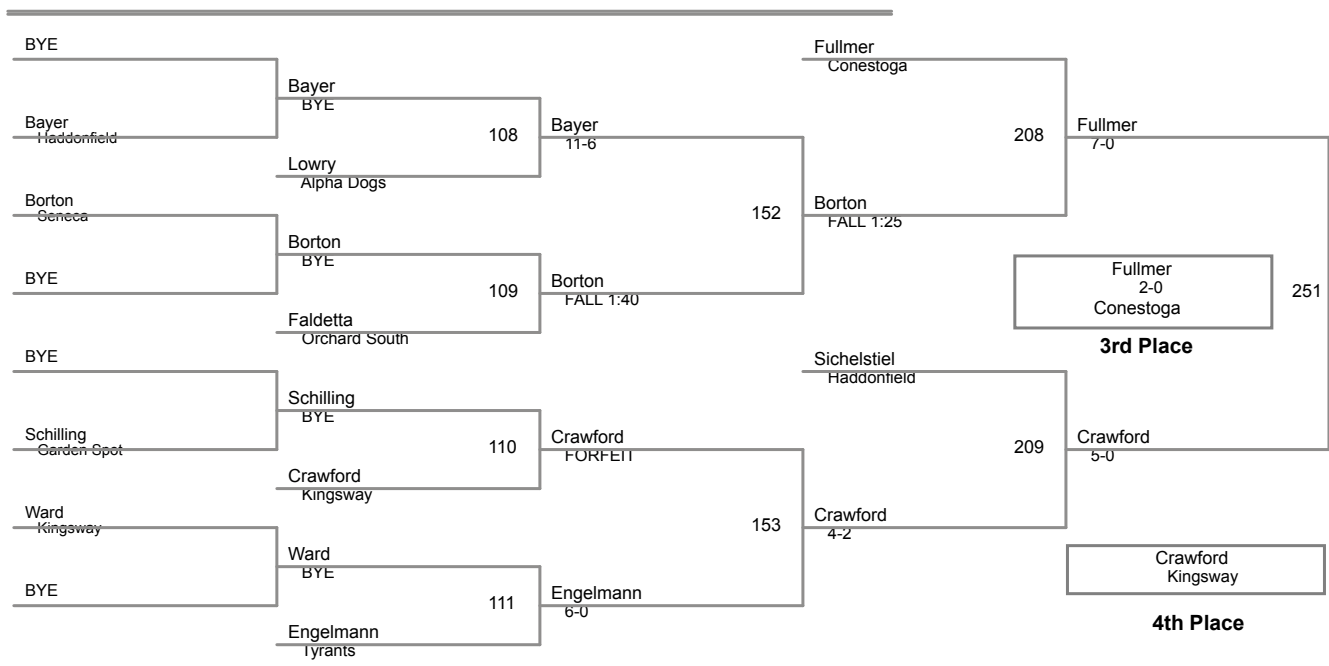 BYE
Bayer
Haddonfield
Borton
Seneca
BYE
BYE
Schilling
Garden Spot
Ward
Kingsway
BYE
Bayer
BYE
108
Lowry
Alpha Dogs
Borton
BYE
109
Faldetta
Orchard South
Schilling
BYE
110
Crawford
Kingsway
Ward
BYE
111
Engelmann
Tyrants
Bayer
11-6
152
Borton
FALL 1:40
Crawford
FORFEIT
153
Engelmann
6-0
Fullmer
Conestoga
208
Borton
FALL 1:25
Sichelstiel
Haddonfield
209
Crawford
4-2
Fullmer
7-0
Fullmer
2-0
Conestoga
251
3rd Place
Crawford
5-0
Crawford
Kingsway
4th Place